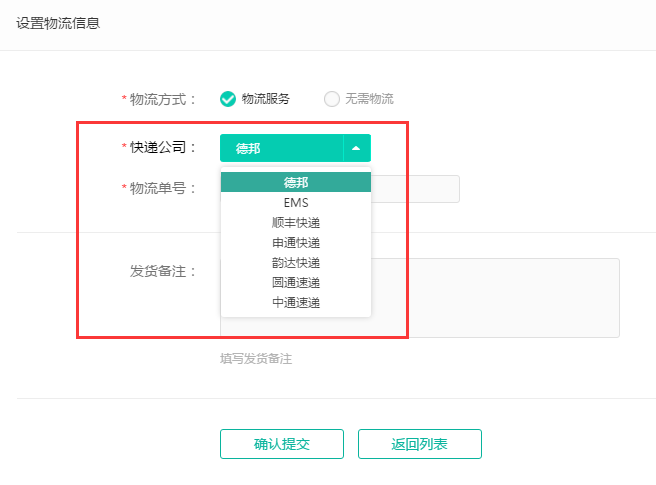 设置物流信息
* 物流方式： 物流服务 无需物流
* 快递公司： 德邦
德邦
* 物流单号：
EMS
顺丰快递
申通快递
韵达快递
发货备注：
圆通速递
中通速递
填写发货备注
确认提交 返回列表